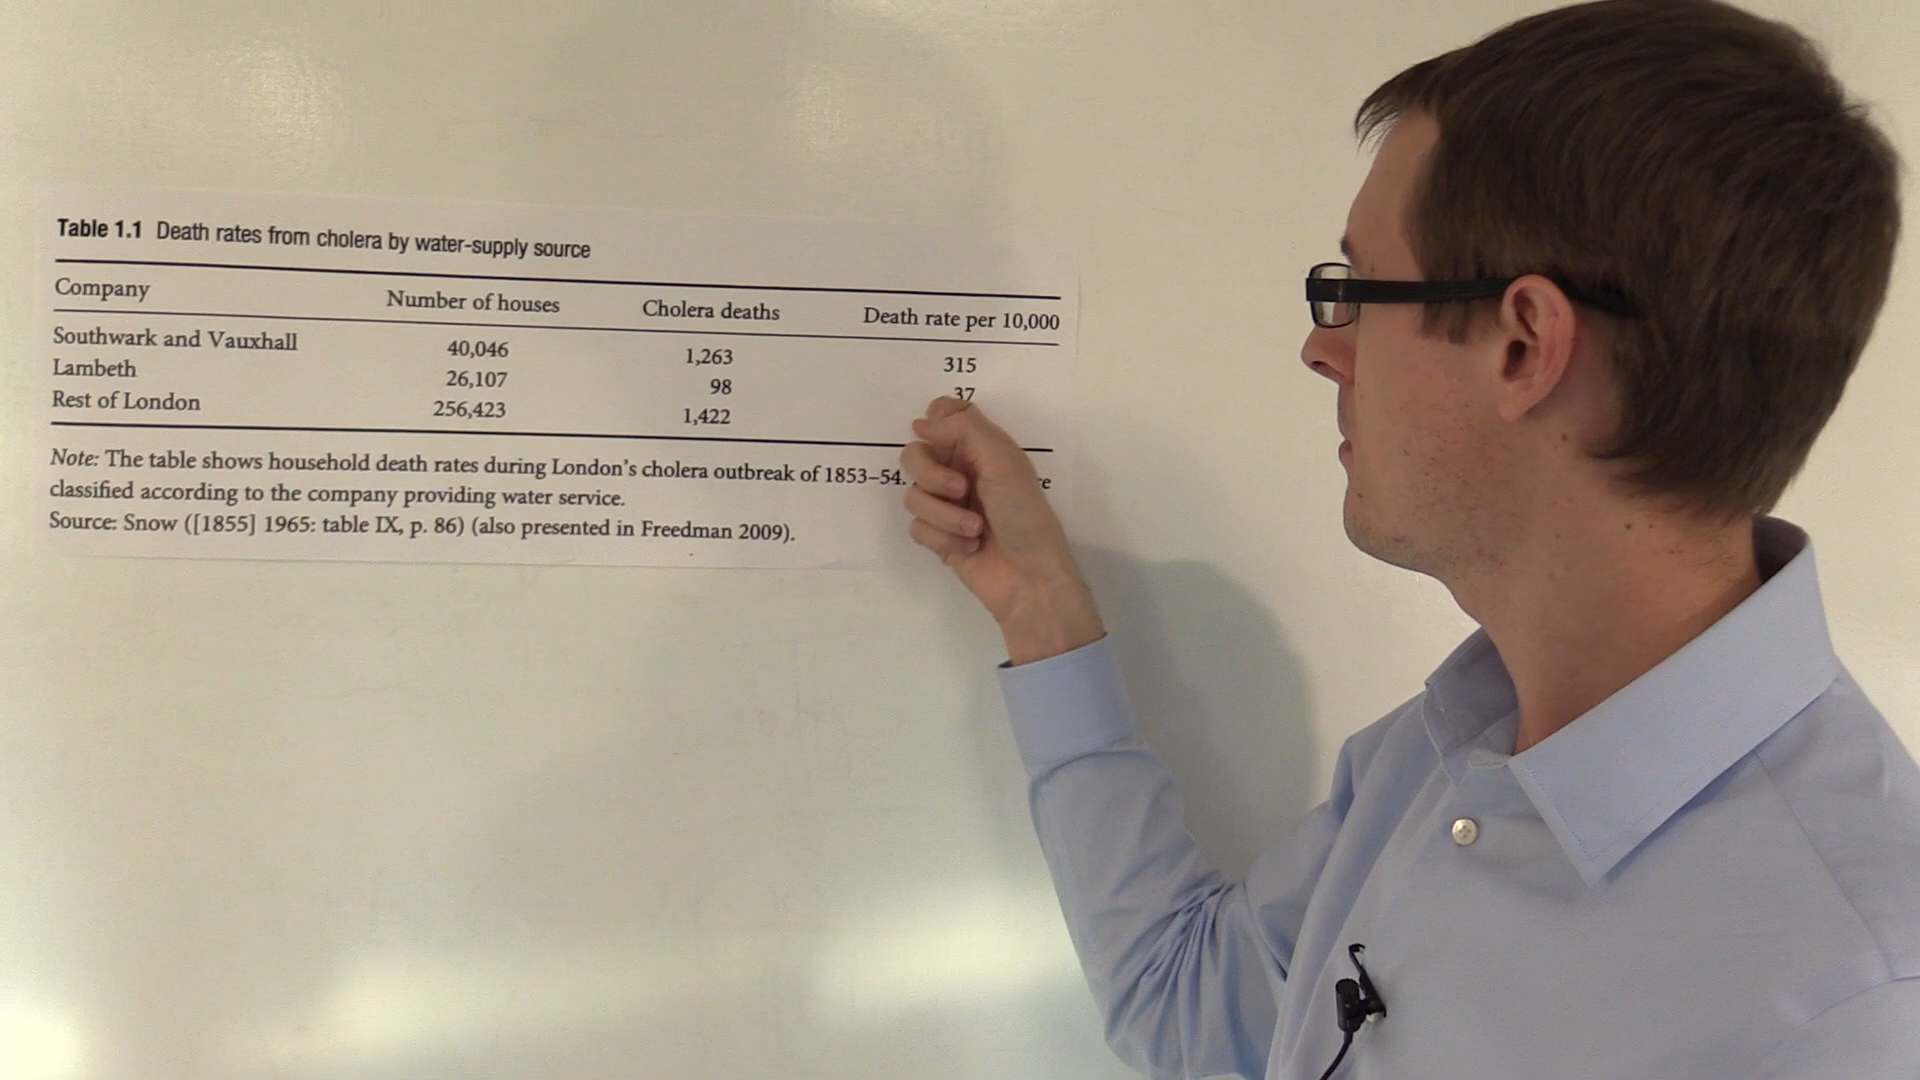 Table 1.1 Death rates from cholera by water-supply source
Company Number of houses Cholera deaths Death rate per 10,000
Southwark and Vauxhall 40,046 1,263 315
Lambeth 26,107 98 37
Rest of London 256,423 1,422
Note: The table shows household death rates during London's cholera outbreak of 1853–54.
classified according to the company providing water service.
Source: Snow ([1855] 1965: table IX, p. 86) (also presented in Freedman 2009).